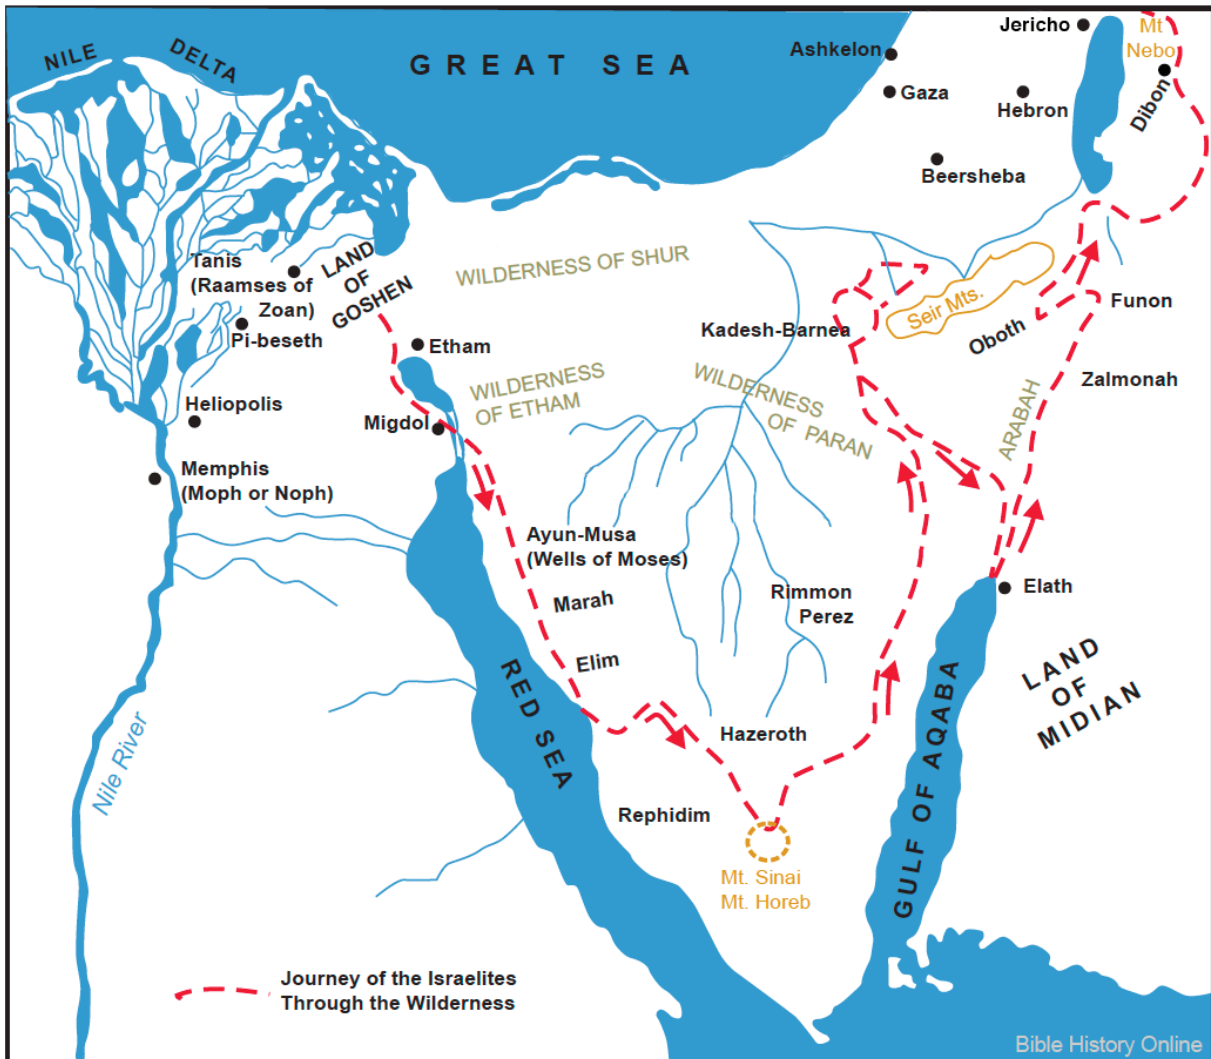 NILE DELTA
GREAT SEA
Ashkelon
Gaza
Jericho
Mt
Nebo
Dibon
Hebron
Beersheba
Tanis
(Raamses of
Zoan)
LAND
OF
GOSHEN
WILDERNESS OF SHUR
Pi-beseth
Etham
Kadesh-Barnea
Seir Mts.
Oboth
Funon
Zalmonah
ARABAH
WILDERNESS
OF ETHAM
WILDERNESS
OF PARAN
Heliopolis
Migdol
Memphis
(Moph or Noph)
Ayun-Musa
(Wells of Moses)
Marah
Elim
Rimmon
Perez
Elath
LAND
OF
MIDIAN
RED SEA
Hazeroth
GULF OF AQABA
Nile River
Rephidim
Mt. Sinai
Mt. Horeb
Journey of the Israelites
Through the Wilderness
Bible History Online